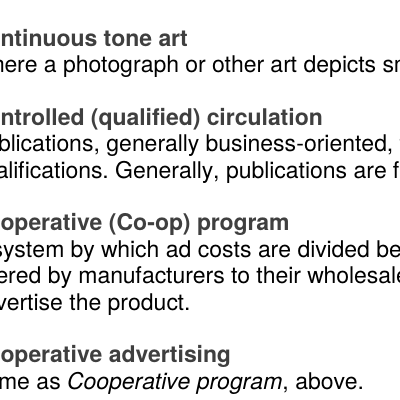 ntinuous tone art
here a photograph or other art depicts sm
ntrolled (qualified) circulation
blications, generally business-oriented,
alifications. Generally, publications are f
operative (Co-op) program
system by which ad costs are divided be
ered by manufacturers to their wholesale
vertise the product.
operative advertising
me as Cooperative program, above.